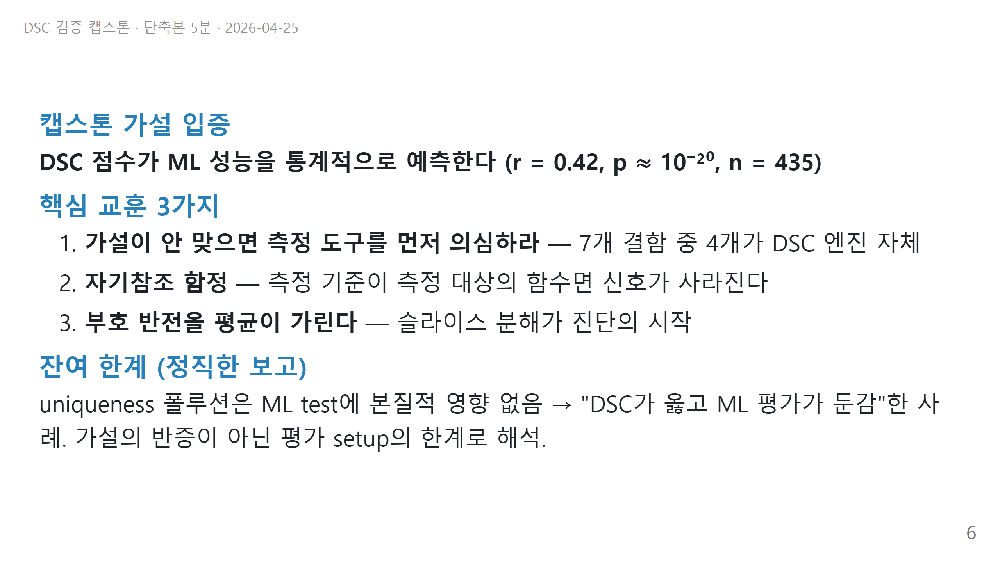 DSC 검증 캡스톤 · 단축본 5분 · 2026-04-25
캡스톤 가설 입증
DSC 점수가 ML 성능을 통계적으로 예측한다 (r = 0.42, p ≈ 10⁻²⁰, n = 435)
핵심 교훈 3가지
1. 가설이 안 맞으면 측정 도구를 먼저 의심하라 — 7개 결함 중 4개가 DSC 엔진 자체
2. 자기참조 함정 — 측정 기준이 측정 대상의 함수면 신호가 사라진다
3. 부호 반전을 평균이 가린다 — 슬라이스 분해가 진단의 시작
잔여 한계 (정직한 보고)
uniqueness 폴루션은 ML test에 본질적 영향 없음 → "DSC가 옳고 ML 평가가 둔감"한 사
례. 가설의 반증이 아닌 평가 setup의 한계로 해석.
6